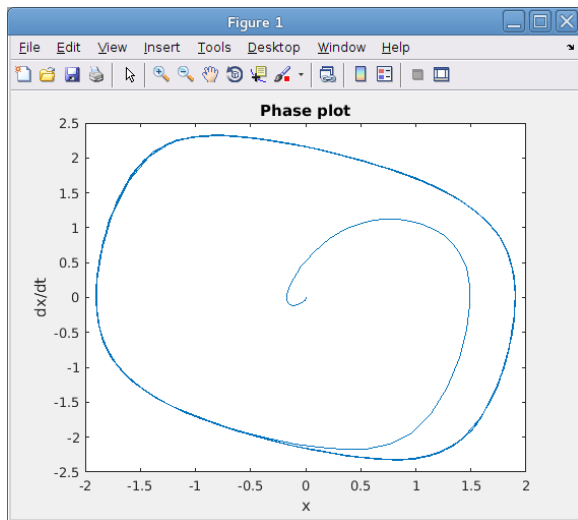 Figure 1
File Edit View Insert Tools Desktop Window Help
Phase plot
2.5
2
1.5
1
0.5
0
-0.5
-1
-1.5
-2
-2.5
dx/dt
-2 -1.5 -1 -0.5 0 0.5 1 1.5 2
x